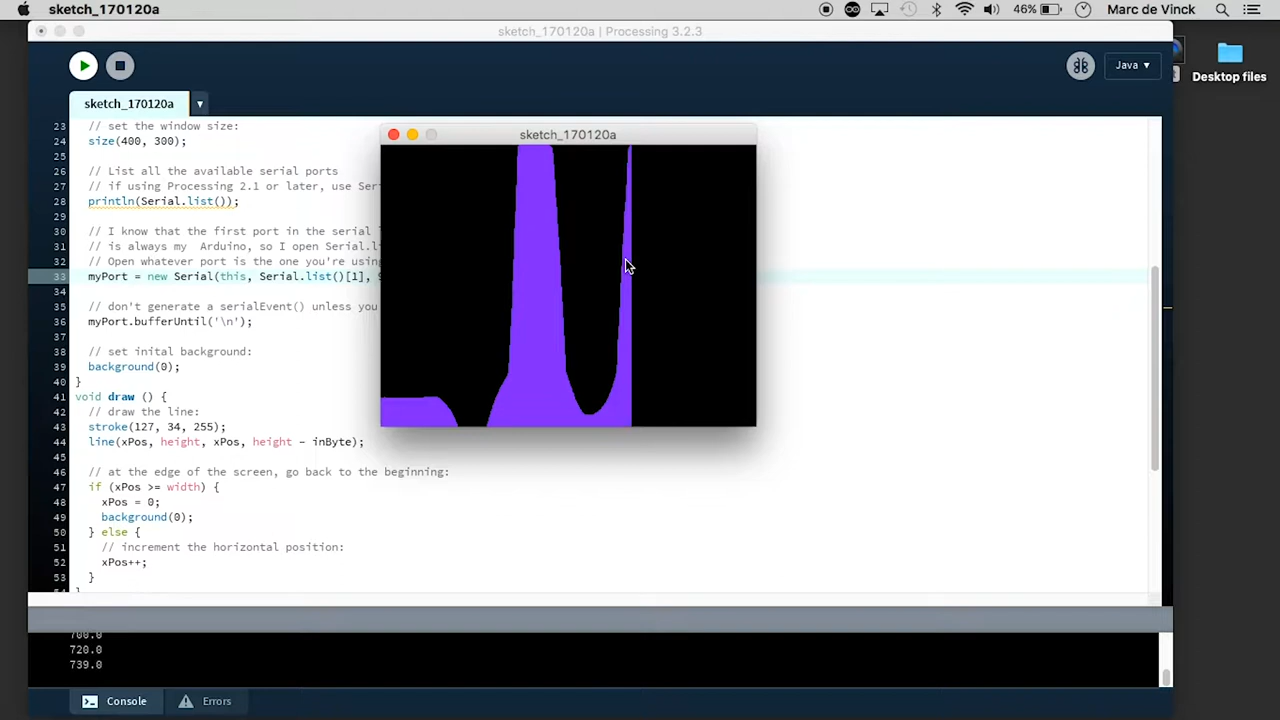 sketch_170120a
46%
Marc de Vinck
sketch_170120a | Processing 3.2.3
Java ▾
Desktop files
sketch_170120a
▾
23 // set the window size:
24 size(400, 300);
25
26 // List all the available serial ports
27 // if using Processing 2.1 or later, use Ser
28 println(Serial.list());
29
30 // I know that the first port in the serial l
31 // is always my  Arduino, so I open Serial.li
32 // Open whatever port is the one you're using
33 myPort = new Serial(this, Serial.list()[1], 9
34
35 // don't generate a serialEvent() unless you
36 myPort.bufferUntil('\n');
37
38 // set inital background:
39 background(0);
40 }
41 void draw () {
42 // draw the line:
43 stroke(127, 34, 255);
44 line(xPos, height, xPos, height - inByte);
45
46 // at the edge of the screen, go back to the beginning:
47 if (xPos >= width) {
48 xPos = 0;
49 background(0);
50 } else {
51 // increment the horizontal position:
52 xPos++;
53 }
sketch_170120a
700.0
720.0
739.0
Console
Errors